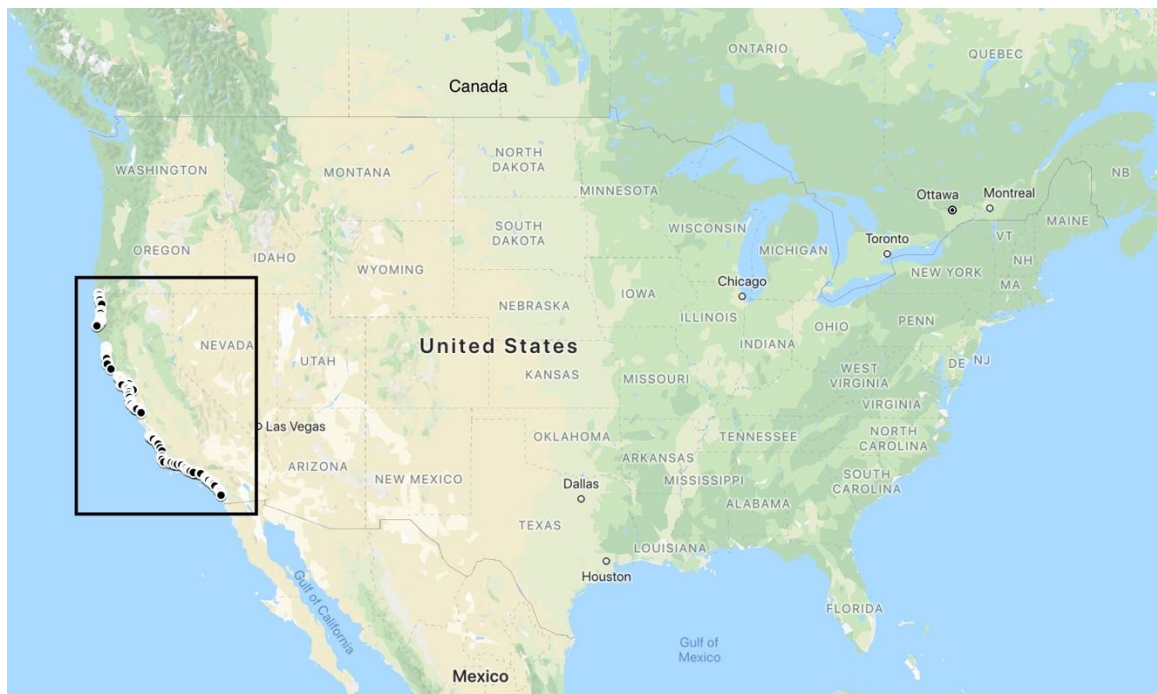 ONTARIO
QUEBEC
Canada
WASHINGTON
MONTANA
NORTH
DAKOTA
MINNESOTA
NB
Ottawa
Montreal
MAINE
OREGON
IDAHO
SOUTH
DAKOTA
WISCONSIN
MICHIGAN
Toronto
VT
NH
NEW YORK
MA
WYOMING
Chicago
IOWA
NEBRASKA
ILLINOIS
INDIANA
OHIO
PENN
NEVADA
UTAH
United States
KANSAS
MISSOURI
WEST
VIRGINIA
DE
NJ
VIRGINIA
Las Vegas
ARIZONA
NEW MEXICO
OKLAHOMA
ARKANSAS
TENNESSEE
NORTH
CAROLINA
SOUTH
CAROLINA
MISSISSIPPI
ALABAMA
Dallas
TEXAS
LOUISIANA
Houston
FLORIDA
Gulf of California
Gulf of
Mexico
Mexico